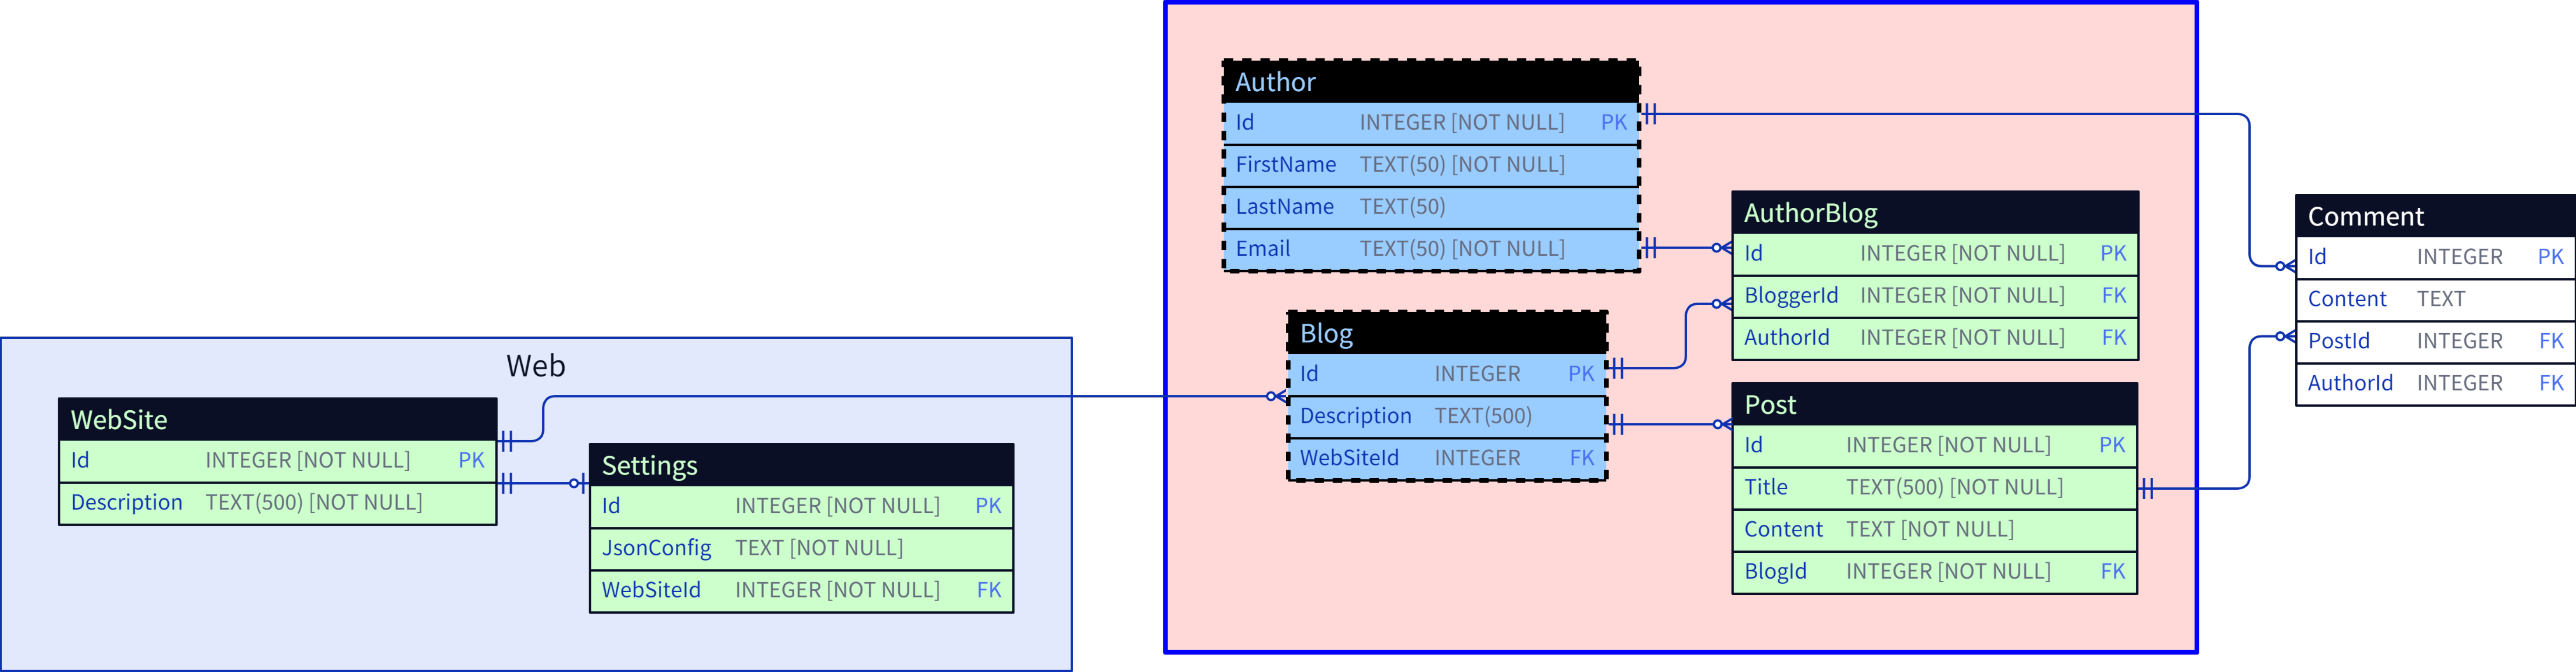 Web
WebSite
Id INTEGER [NOT NULL] PK
Description TEXT(500) [NOT NULL]
Settings
Id INTEGER [NOT NULL] PK
JsonConfig TEXT [NOT NULL]
WebSiteId INTEGER [NOT NULL] FK
Author
Id INTEGER [NOT NULL] PK
FirstName TEXT(50) [NOT NULL]
LastName TEXT(50)
Email TEXT(50) [NOT NULL]
Blog
Id INTEGER PK
Description TEXT(500)
WebSiteId INTEGER FK
AuthorBlog
Id INTEGER [NOT NULL] PK
BloggerId INTEGER [NOT NULL] FK
AuthorId INTEGER [NOT NULL] FK
Post
Id INTEGER [NOT NULL] PK
Title TEXT(500) [NOT NULL]
Content TEXT [NOT NULL]
BlogId INTEGER [NOT NULL] FK
Comment
Id INTEGER PK
Content TEXT
PostId INTEGER FK
AuthorId INTEGER FK